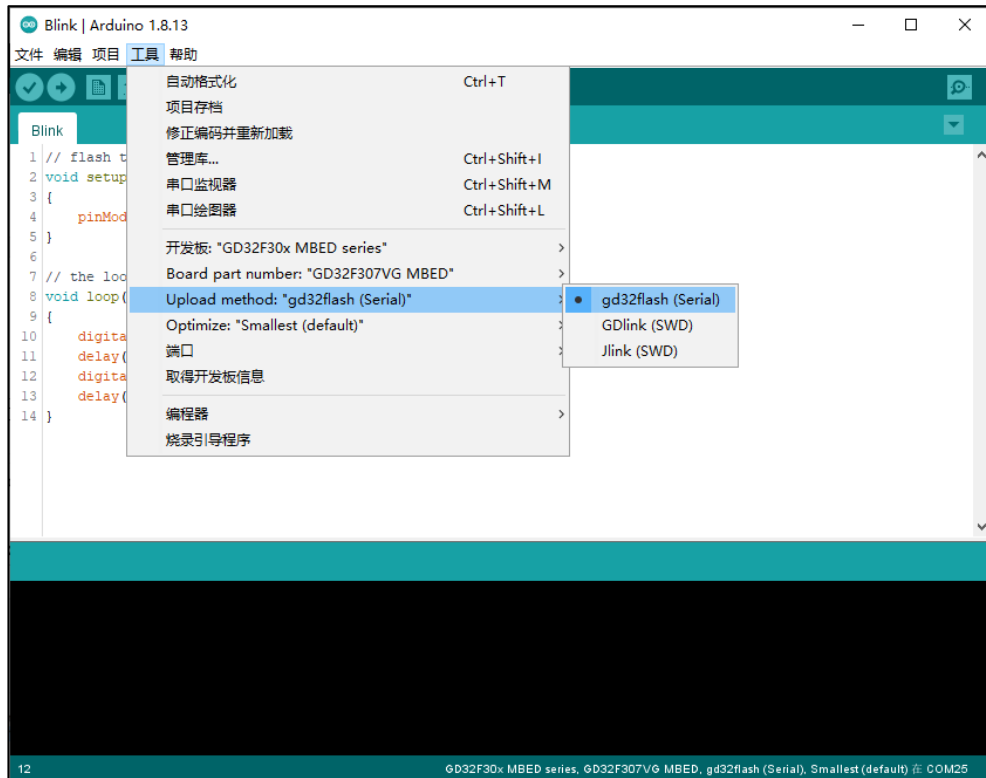 Blink | Arduino 1.8.13
文件 编辑 项目 工具 帮助
自动格式化 Ctrl+T
项目存档
修正编码并重新加载
管理库... Ctrl+Shift+I
串口监视器 Ctrl+Shift+M
串口绘图器 Ctrl+Shift+L
开发板: "GD32F30x MBED series"
Board part number: "GD32F307VG MBED"
Upload method: "gd32flash (Serial)"
Optimize: "Smallest (default)"
端口
取得开发板信息
编程器
烧录引导程序
gd32flash (Serial)
GDlink (SWD)
Jlink (SWD)
Blink
1 // flash t
2 void setup
3 {
4 pinMod
5 }
6
7 // the loo
8 void loop(
9 {
10 digita
11 delay(
12 digita
13 delay(
14 }
12 GD32F30x MBED series, GD32F307VG MBED, gd32flash (Serial), Smallest (default) 在 COM25